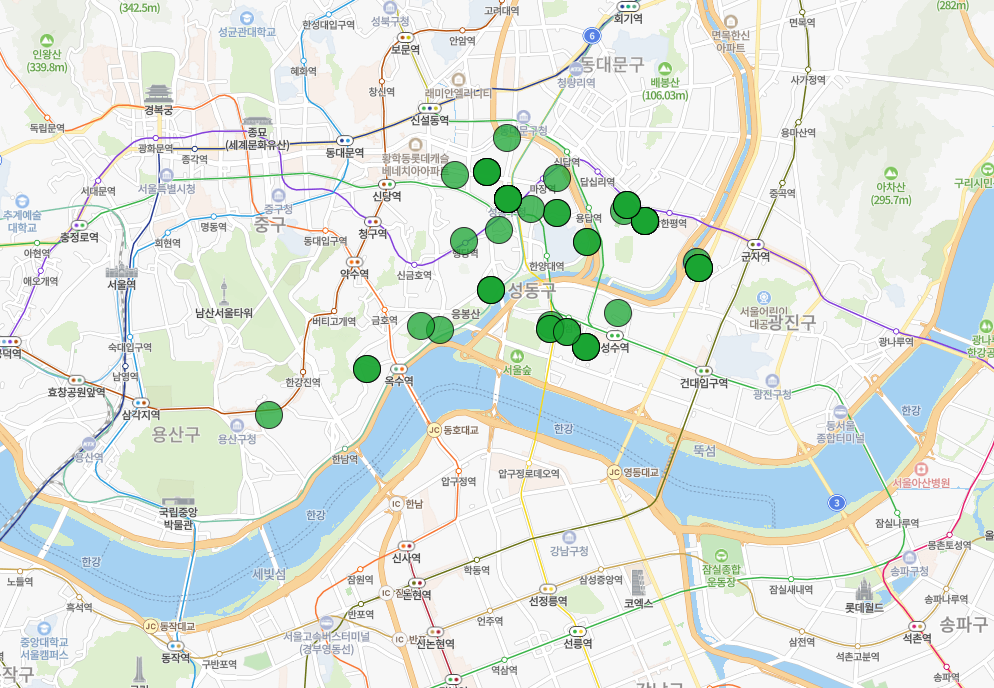 (342.5m)
성북구청
고려대역
회기역
(282m)
성균관대학교
한성대입구역
안암역
6
면목역
인왕산
(339.8m)
보문역
면목한신
아파트
동대문구
혜화역
청량리역
배봉산
(106.03m)
사가정역
창신역
래미안엘리니티
경복궁
신설동역
독립문역
종묘
(세계문화유산)
용마산역
광화문역
종각역
동대문역
황학동롯데캐슬
베네치아아파트
신답역
마장역
답십리역
서대문역
서울특별시청
신당역
중곡역
아차산
(295.7m)
구리시민
추계예술
대학교
중구청
용답역
충정로역
명동역
중구
청구역
한평역
회현역
동대입구역
군자역
아현역
약수역
신금호역
한양대역
애오개역
서울역
성동구
남산서울타워
버티고개역
금호역
응봉산
서울어린이
대공
광진구
숙대입구역
성수역
광나루역
서울숲
남영역
한강진역
옥수역
건대입구역
효창공원앞역
광진구청
삼각지역
용산구
용산구청
JC 동호대교
한강
뚝섬
동서울
종합터미널
한강
용산역
한남역
압구정역
압구정로데오역
JC 영동대교
서울아산병원
IC 한남
3
국립중앙
박물관
한강
잠실나루역
한강
신사역
강남구청
몽촌토성역
세빛섬
잠원역
학동역
잠실종합
운동장
송파구청
노들역
논현역
선정릉역
삼성중앙역
코엑스
잠실새내역
롯데월드
송파나루역
흑석역
반포역
언주역
JC 동작대교
중앙대학교
서울캠퍼스
서울고속버스터미널
(경부영동선)
IC
신논현역
선릉역
삼전역
석촌역
송파구
동작역
구반포역
역삼역
석촌고분역
송파역